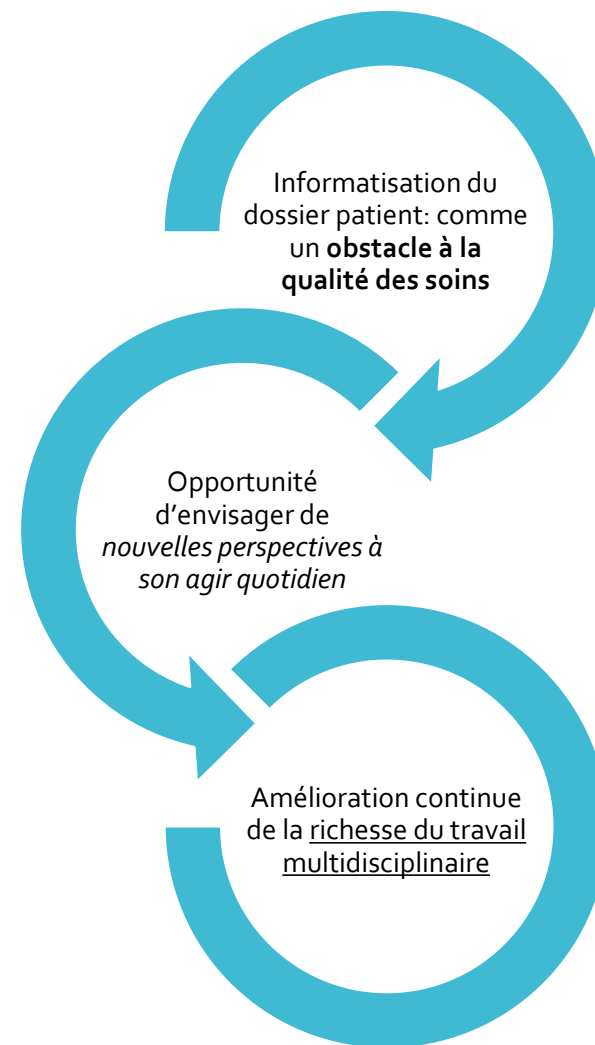 Informatisation du
dossier patient: comme
un obstacle à la
qualité des soins
Opportunité
d'envisager de
nouvelles perspectives à
son agir quotidien
Amélioration continue
de la richesse du travail
multidisciplinaire